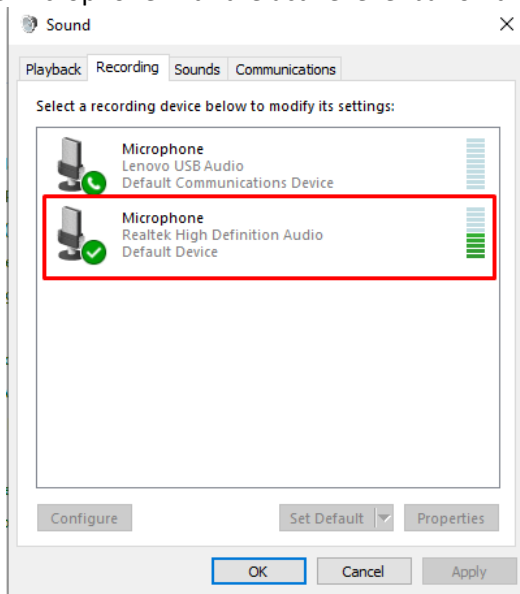 Sound
Playback Recording Sounds Communications
Select a recording device below to modify its settings:
Microphone
Lenovo USB Audio
Default Communications Device
Microphone
Realtek High Definition Audio
Default Device
Configure Set Default Properties
OK Cancel Apply